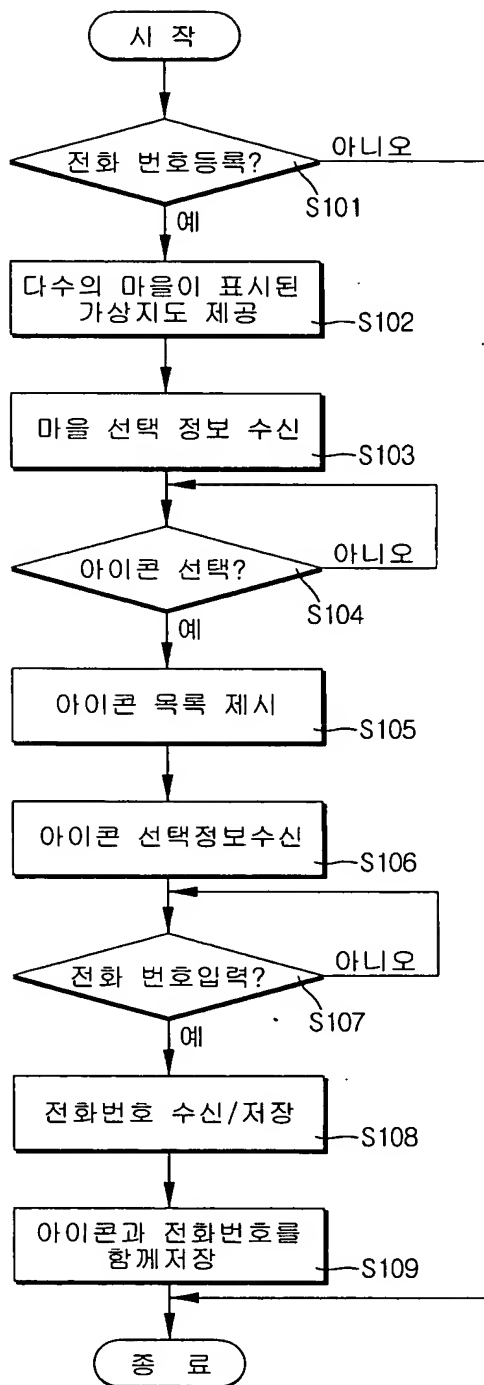 시 작
전화 번호등록?
아니오
S101
예
다수의 마을이 표시된
가상지도 제공
S102
마을 선택 정보 수신
S103
아이콘 선택?
아니오
S104
예
아이콘 목록 제시
S105
아이콘 선택정보수신
S106
전화 번호입력?
아니오
S107
예
전화번호 수신/저장
S108
아이콘과 전화번호를
함께저장
S109
종 료